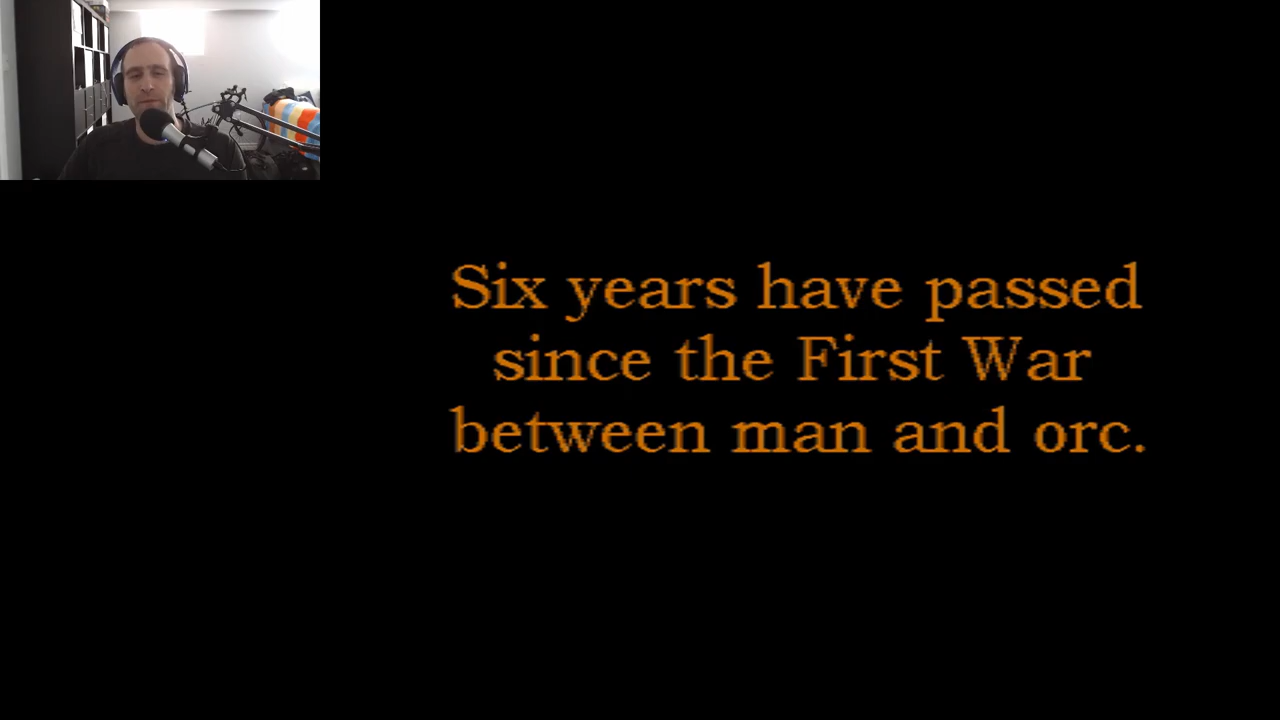 Six years have passed
since the First War
between man and orc.